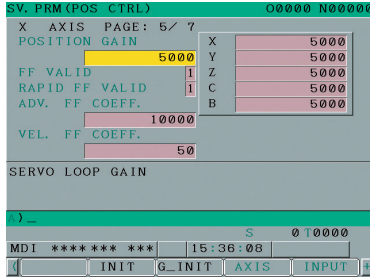 SV. PRM(POS CTRL) O0000 N00000
X AXIS PAGE: 5/ 7
POSITION GAIN
5000
FF VALID 1
RAPID FF VALID 1
ADV. FF COEFF.
10000
VEL. FF COEFF.
50
X 5000
Y 5000
Z 5000
C 5000
B 5000
SERVO LOOP GAIN
A)_
S 0 T0000
MDI **** *** *** 15:36:08
( INIT G_INIT AXIS INPUT +